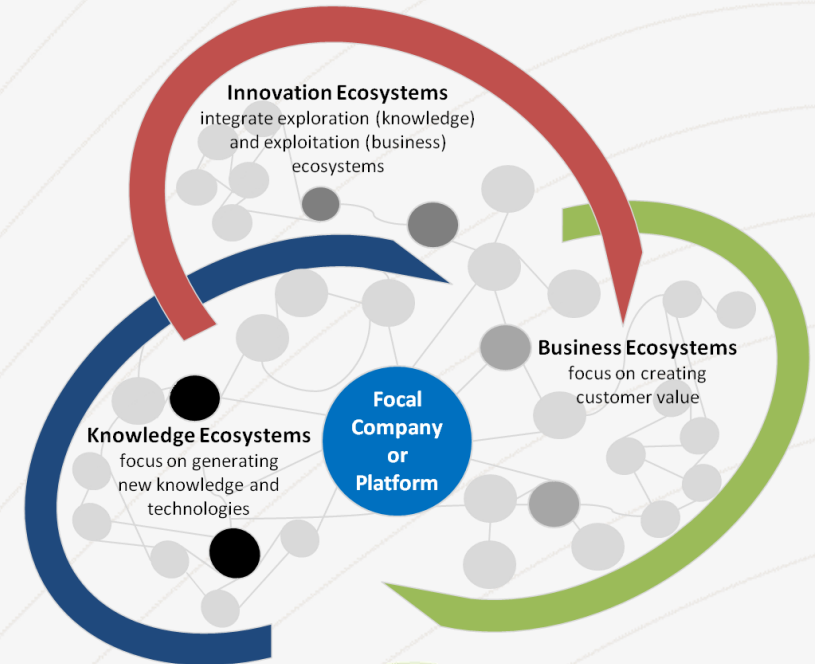 Innovation Ecosystems
integrate exploration (knowledge)
and exploitation (business)
ecosystems
Business Ecosystems
focus on creating
customer value
Focal
Company
or
Platform
Knowledge Ecosystems
focus on generating
new knowledge and
technologies